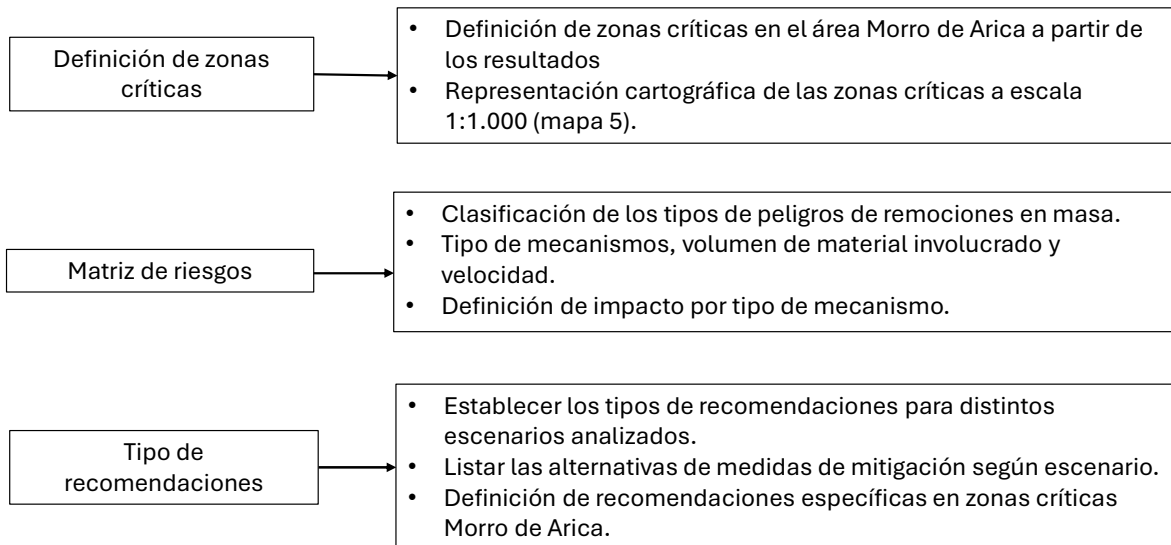 Definición de zonas
críticas
• Definición de zonas críticas en el área Morro de Arica a partir de
los resultados
• Representación cartográfica de las zonas críticas a escala
1:1.000 (mapa 5).
Matriz de riesgos
• Clasificación de los tipos de peligros de remociones en masa.
• Tipo de mecanismos, volumen de material involucrado y
velocidad.
• Definición de impacto por tipo de mecanismo.
Tipo de
recomendaciones
• Establecer los tipos de recomendaciones para distintos
escenarios analizados.
• Listar las alternativas de medidas de mitigación según escenario.
• Definición de recomendaciones específicas en zonas críticas
Morro de Arica.